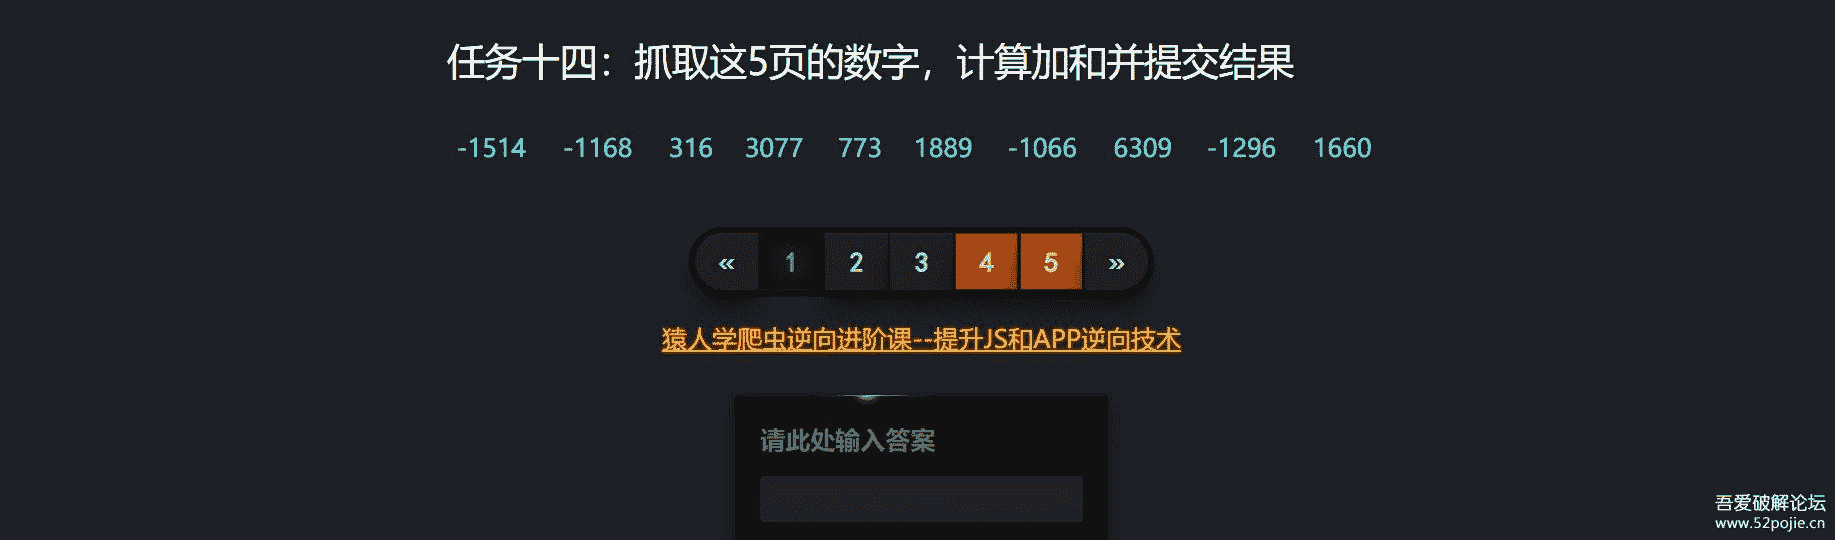 任务十四：抓取这5页的数字，计算加和并提交结果
-1514 -1168 316 3077 773 1889 -1066 6309 -1296 1660
« 1 2 3 4 5 »
猿人学爬虫逆向进阶课--提升JS和APP逆向技术
请此处输入答案
吾爱破解论坛
www.52pojie.cn